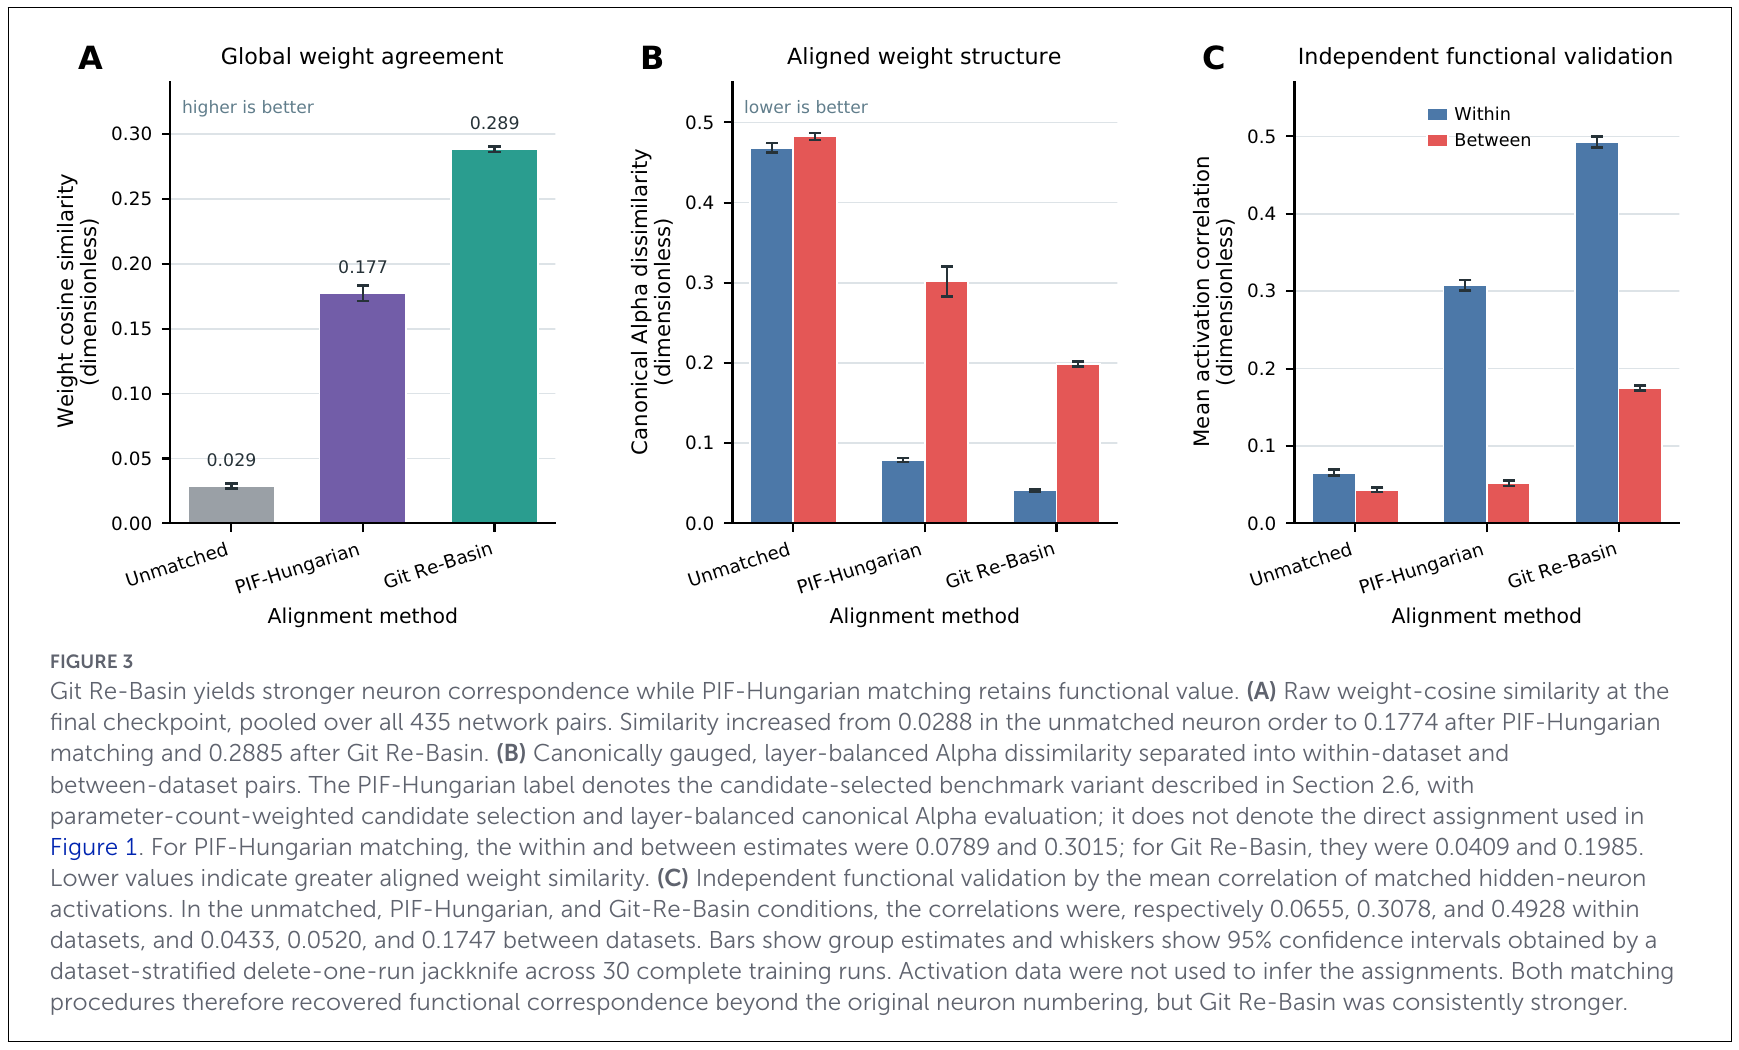 A
Global weight agreement
higher is better
Weight cosine similarity
(dimensionless)
0.30
0.25
0.20
0.15
0.10
0.05
0.00
0.029
0.177
0.289
Unmatched
PIF-Hungarian
Git Re-Basin
Alignment method
B
Aligned weight structure
lower is better
Canonical Alpha dissimilarity
(dimensionless)
0.5
0.4
0.3
0.2
0.1
0.0
Unmatched
PIF-Hungarian
Git Re-Basin
Alignment method
C
Independent functional validation
Within
Between
Mean activation correlation
(dimensionless)
0.5
0.4
0.3
0.2
0.1
0.0
Unmatched
PIF-Hungarian
Git Re-Basin
Alignment method
FIGURE 3
Git Re-Basin yields stronger neuron correspondence while PIF-Hungarian matching retains functional value. (A) Raw weight-cosine similarity at the
final checkpoint, pooled over all 435 network pairs. Similarity increased from 0.0288 in the unmatched neuron order to 0.1774 after PIF-Hungarian
matching and 0.2885 after Git Re-Basin. (B) Canonically gauged, layer-balanced Alpha dissimilarity separated into within-dataset and
between-dataset pairs. The PIF-Hungarian label denotes the candidate-selected benchmark variant described in Section 2.6, with
parameter-count-weighted candidate selection and layer-balanced canonical Alpha evaluation; it does not denote the direct assignment used in
Figure 1. For PIF-Hungarian matching, the within and between estimates were 0.0789 and 0.3015; for Git Re-Basin, they were 0.0409 and 0.1985.
Lower values indicate greater aligned weight similarity. (C) Independent functional validation by the mean correlation of matched hidden-neuron
activations. In the unmatched, PIF-Hungarian, and Git-Re-Basin conditions, the correlations were, respectively 0.0655, 0.3078, and 0.4928 within
datasets, and 0.0433, 0.0520, and 0.1747 between datasets. Bars show group estimates and whiskers show 95% confidence intervals obtained by a
dataset-stratified delete-one-run jackknife across 30 complete training runs. Activation data were not used to infer the assignments. Both matching
procedures therefore recovered functional correspondence beyond the original neuron numbering, but Git Re-Basin was consistently stronger.